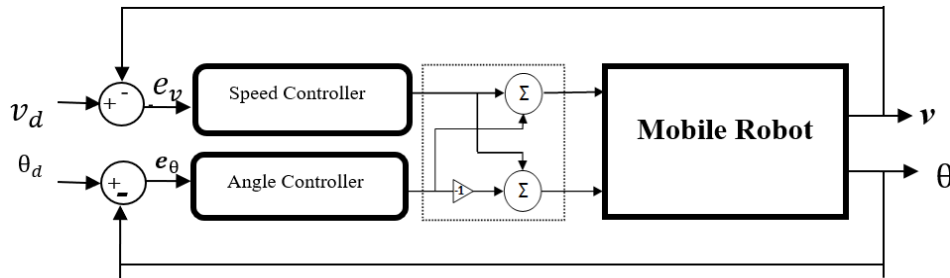 v_d
+
-
e_v
Speed Controller
Σ
Mobile Robot
v
θ_d
+
-
e_θ
Angle Controller
-1
Σ
θ